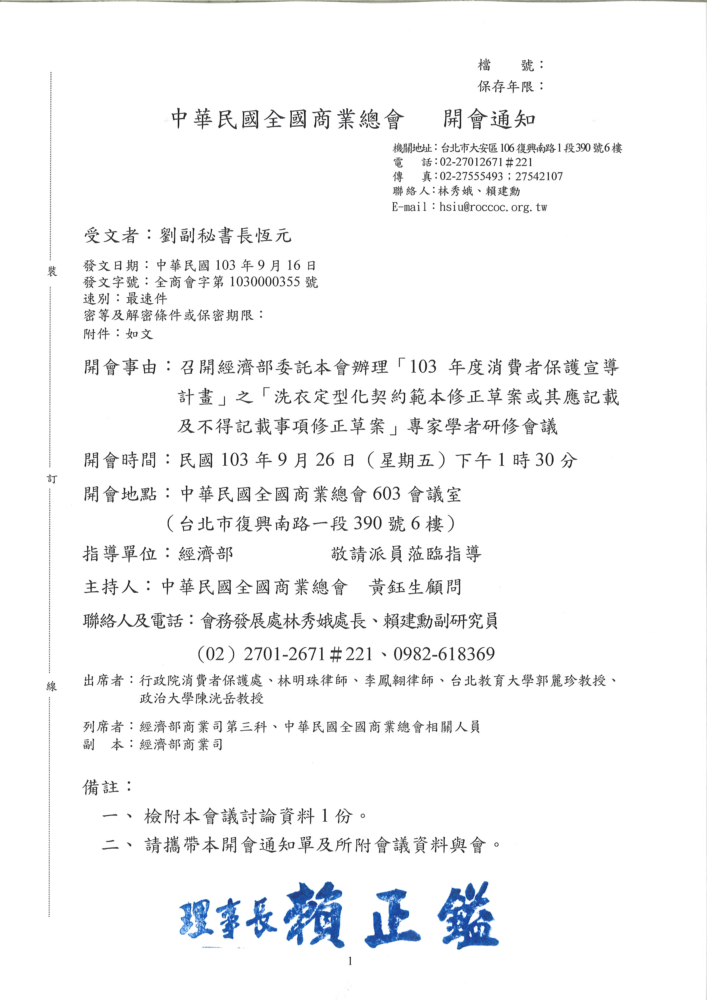 檔　　號：
保存年限：
中華民國全國商業總會　開會通知
機關地址：台北市大安區106復興南路1段390號6樓
電　話：02-27012671＃221
傳　真：02-27555493；27542107
聯絡人：林秀娥、賴建勳
E-mail：hsiu@roccoc.org.tw
受文者：劉副秘書長恆元
發文日期：中華民國103年9月16日
發文字號：全商會字第1030000355號
速別：最速件
密等及解密條件或保密期限：
附件：如文
開會事由：召開經濟部委託本會辦理「103 年度消費者保護宣導
計畫」之「洗衣定型化契約範本修正草案或其應記載
及不得記載事項修正草案」專家學者研修會議
開會時間：民國103年9月26日（星期五）下午1時30分
開會地點：中華民國全國商業總會603會議室
（台北市復興南路一段390號6樓）
指導單位：經濟部　　　　　敬請派員蒞臨指導
主持人：中華民國全國商業總會　黃鈺生顧問
聯絡人及電話：會務發展處林秀娥處長、賴建勳副研究員
（02）2701-2671＃221、0982-618369
出席者：行政院消費者保護處、林明珠律師、李鳳翱律師、台北教育大學郭麗珍教授、
政治大學陳洸岳教授
列席者：經濟部商業司第三科、中華民國全國商業總會相關人員
副　本：經濟部商業司
備註：
一、檢附本會議討論資料1份。
二、請攜帶本開會通知單及所附會議資料與會。
理事長賴正鎰
1
裝
訂
線